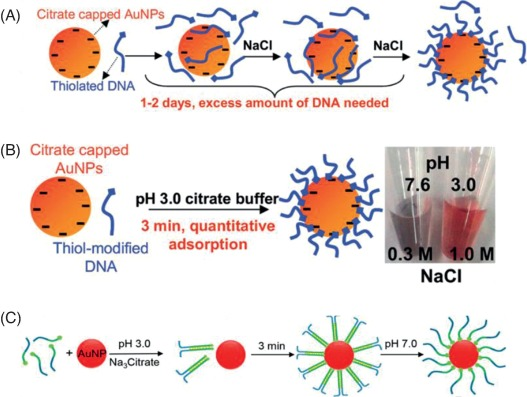 (A)
Citrate capped AuNPs
Thiolated DNA
NaCl
NaCl
1-2 days, excess amount of DNA needed
(B)
Citrate capped
AuNPs
Thiol-modified
DNA
pH 3.0 citrate buffer
3 min, quantitative
adsorption
pH
7.6 3.0
0.3 M 1.0 M
NaCl
(C)
+
AuNP
pH 3.0
Na₃Citrate
3 min
pH 7.0